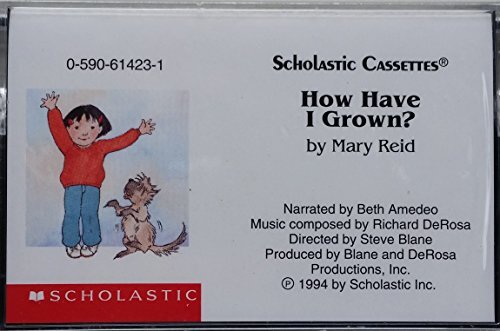 0-590-61423-1
Scholastic Cassettes®
How Have
I Grown?
by Mary Reid
Narrated by Beth Amedeo
Music composed by Richard DeRosa
Directed by Steve Blane
Produced by Blane and DeRosa
Productions, Inc.
℗ 1994 by Scholastic Inc.
SCHOLASTIC